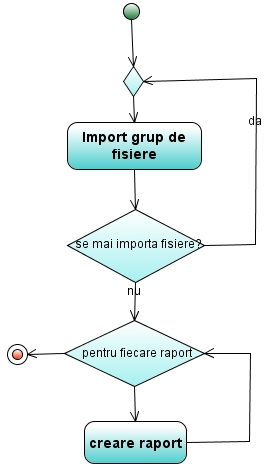 Import grup de
fisiere
da
se mai importa fisiere?
nu
pentru fiecare raport
creare raport